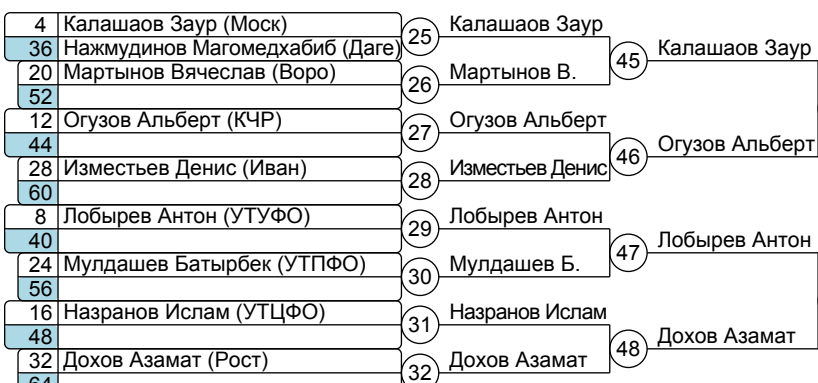 4 Калашаов Заур (Моск)
36 Нажмудинов Магомедхабиб (Даге)
25 Калашаов Заур
20 Мартынов Вячеслав (Воро)
52
26 Мартынов В.
45 Калашаов Заур
12 Огузов Альберт (КЧР)
44
27 Огузов Альберт
28 Изместьев Денис (Иван)
60
28 Изместьев Денис
46 Огузов Альберт
8 Лобырев Антон (УТУФО)
40
29 Лобырев Антон
24 Мулдашев Батырбек (УТПФО)
56
30 Мулдашев Б.
47 Лобырев Антон
16 Назранов Ислам (УТЦФО)
48
31 Назранов Ислам
32 Дохов Азамат (Рост)
64
32 Дохов Азамат
48 Дохов Азамат